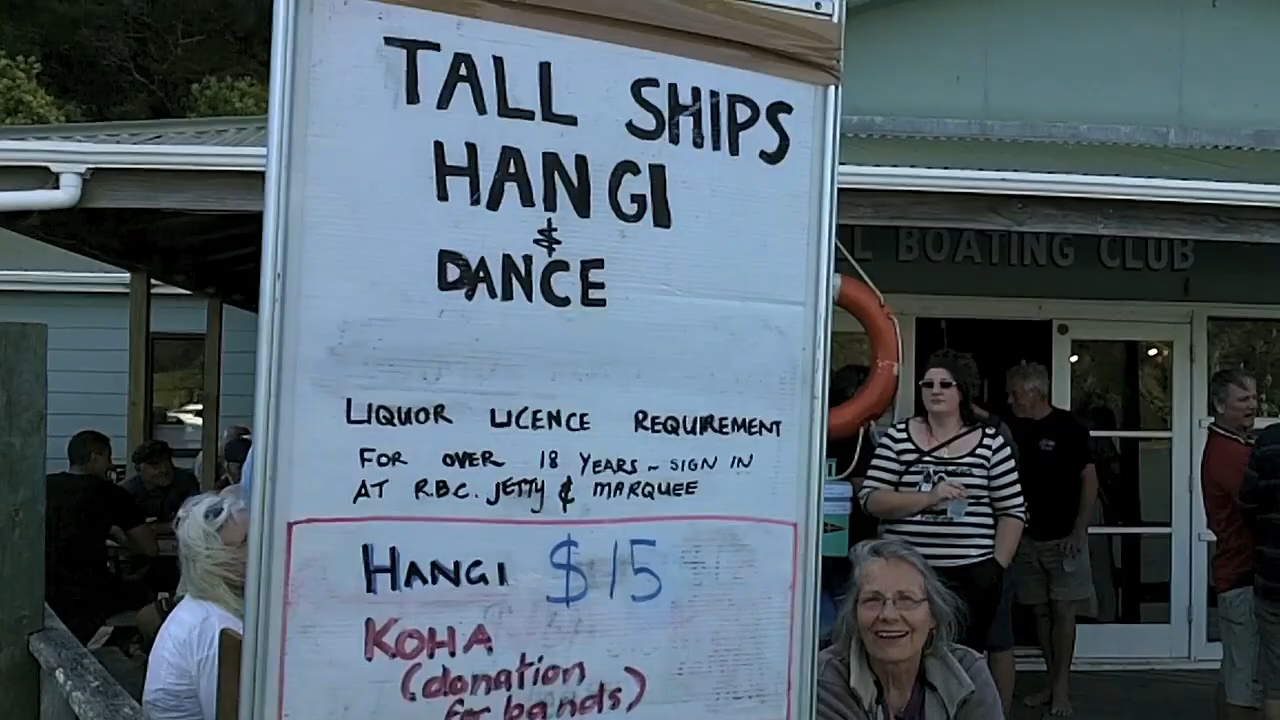 TALL SHIPS
HANGI
&
DANCE
LIQUOR LICENCE REQUIREMENT
FOR OVER 18 YEARS ~ SIGN IN
AT R.B.C. JETTY & MARQUEE
HANGI $15
KOHA
(donation
for bands)
L BOATING CLUB